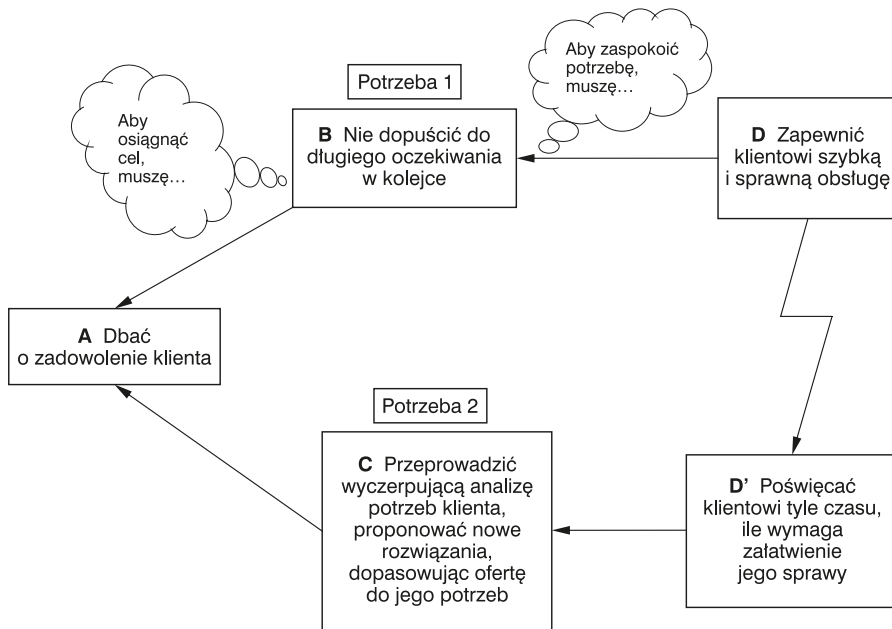 Aby
osiągnąć
cel,
muszę…
Potrzeba 1
B Nie dopuścić do
długiego oczekiwania
w kolejce
Aby zaspokoić
potrzebę,
muszę…
D Zapewnić
klientowi szybką
i sprawną obsługę
A Dbać
o zadowolenie klienta
Potrzeba 2
C Przeprowadzić
wyczerpującą analizę
potrzeb klienta,
proponować nowe
rozwiązania,
dopasowując ofertę
do jego potrzeb
D’ Poświęcać
klientowi tyle czasu,
ile wymaga
załatwienie
jego sprawy